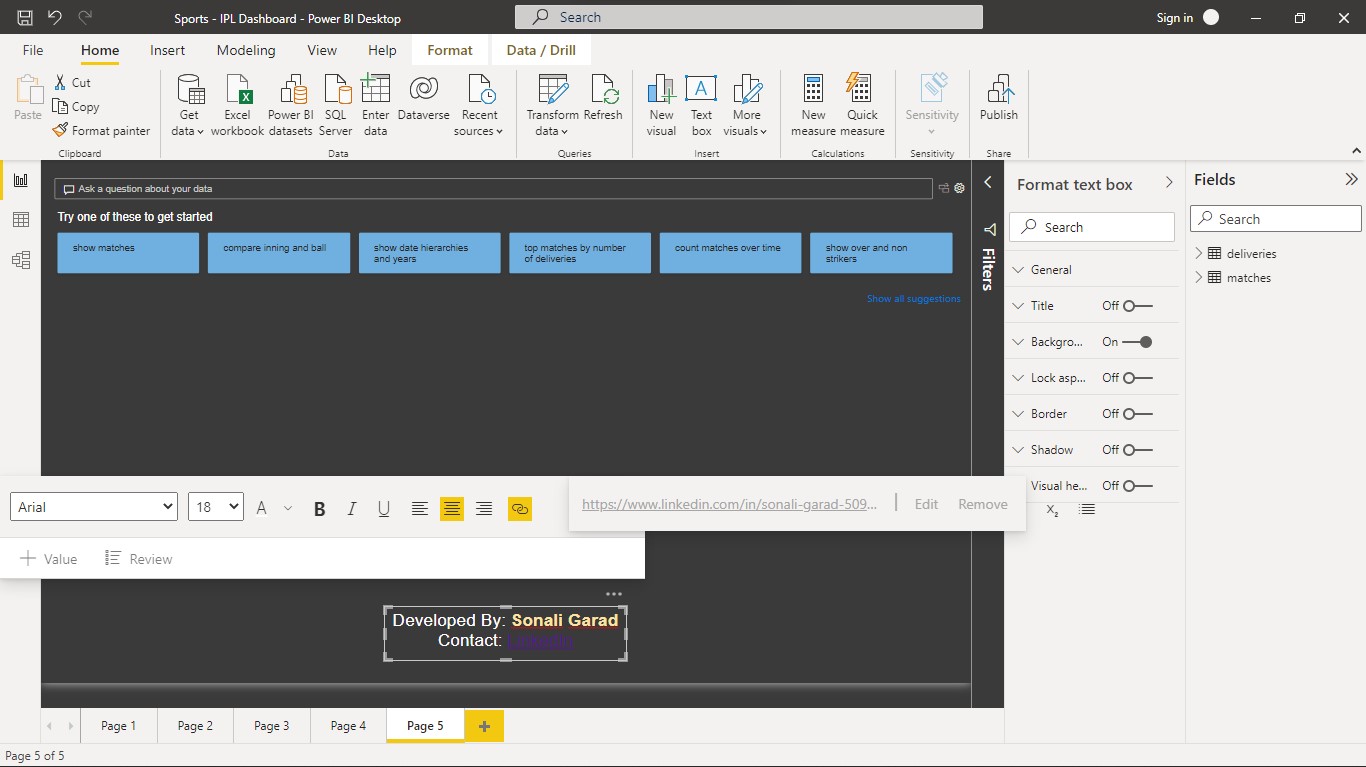 Sports - IPL Dashboard - Power BI Desktop
Search
Sign in
File Home Insert Modeling View Help Format Data / Drill
Paste
Cut
Copy
Format painter
Clipboard
Get data
Excel workbook
Power BI datasets
SQL Server
Enter data
Dataverse
Recent sources
Data
Transform data
Refresh
Queries
New visual
Text box
More visuals
Insert
New measure
Quick measure
Calculations
Sensitivity
Sensitivity
Publish
Share
Ask a question about your data
Try one of these to get started
show matches
compare inning and ball
show date hierarchies
and years
top matches by number
of deliveries
count matches over time
show over and non
strikers
Show all suggestions
Filters
Format text box
Search
General
Title Off
Backgro... On
Lock asp... Off
Border Off
Shadow Off
Visual he... Off
Fields
Search
deliveries
matches
Arial 18 A B I U
https://www.linkedin.com/in/sonali-garad-509... | Edit Remove
X₂
Value Review
Developed By: Sonali Garad
Contact: LinkedIn
Page 1 Page 2 Page 3 Page 4 Page 5 +
Page 5 of 5